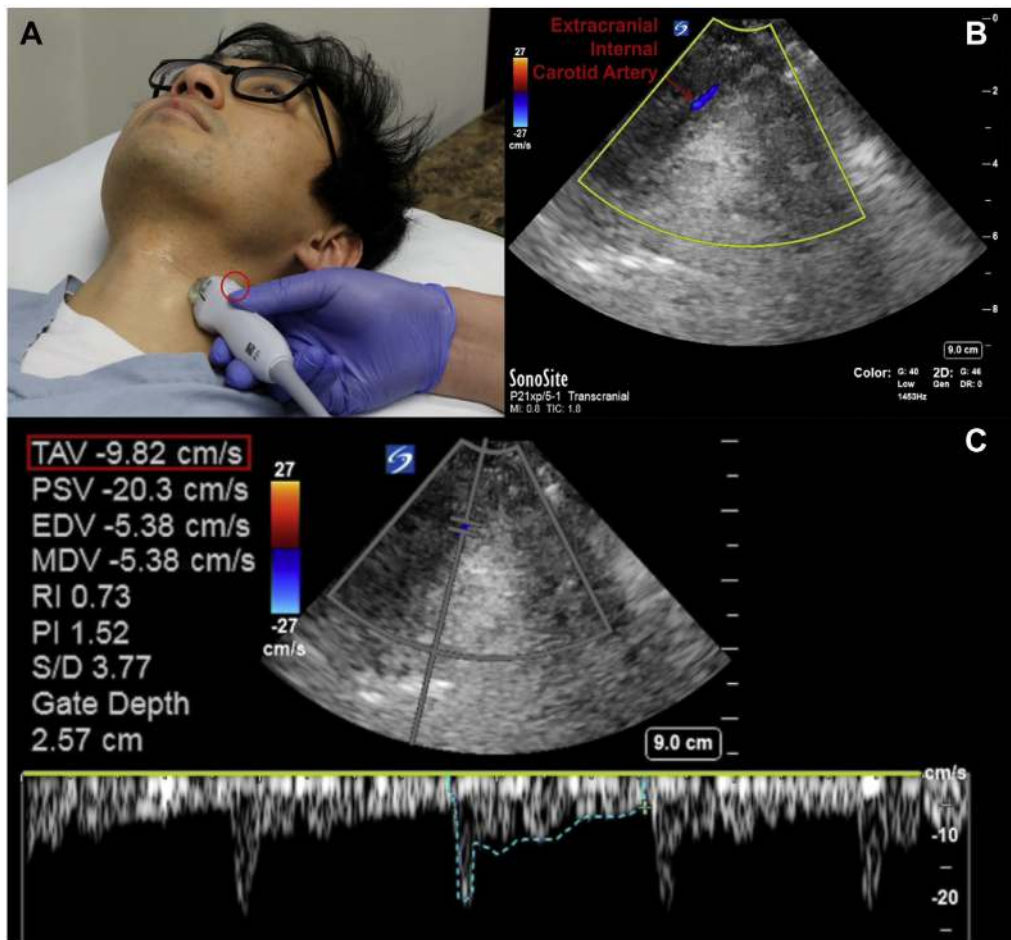 A
Extracranial
Internal
Carotid Artery
B
27
-27
cm/s
0
2
4
6
8
9.0 cm
SonoSite
P21xp/5-1 Transcranial
MI: 0.8 TIC: 1.8
Color: G: 40 2D: G: 46
Low Gen DR: 0
1453Hz
C
TAV -9.82 cm/s
PSV -20.3 cm/s
EDV -5.38 cm/s
MDV -5.38 cm/s
RI 0.73
PI 1.52
S/D 3.77
Gate Depth
2.57 cm
27
-27
cm/s
9.0 cm
cm/s
-10
-20